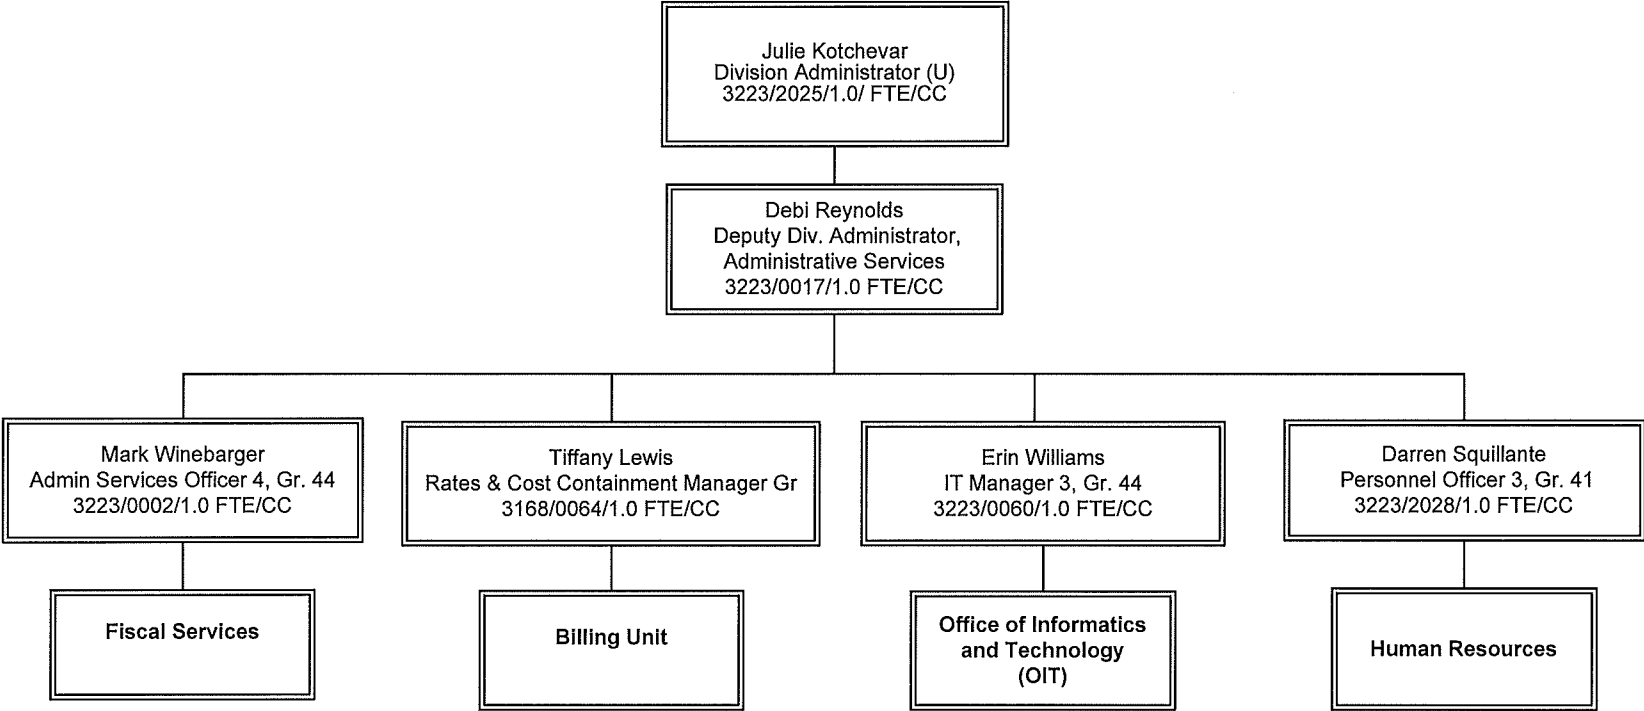 Julie Kotchevar
Division Administrator (U)
3223/2025/1.0/ FTE/CC
Debi Reynolds
Deputy Div. Administrator,
Administrative Services
3223/0017/1.0 FTE/CC
Mark Winebarger
Admin Services Officer 4, Gr. 44
3223/0002/1.0 FTE/CC
Tiffany Lewis
Rates & Cost Containment Manager Gr
3168/0064/1.0 FTE/CC
Erin Williams
IT Manager 3, Gr. 44
3223/0060/1.0 FTE/CC
Darren Squillante
Personnel Officer 3, Gr. 41
3223/2028/1.0 FTE/CC
Fiscal Services
Billing Unit
Office of Informatics
and Technology
(OIT)
Human Resources